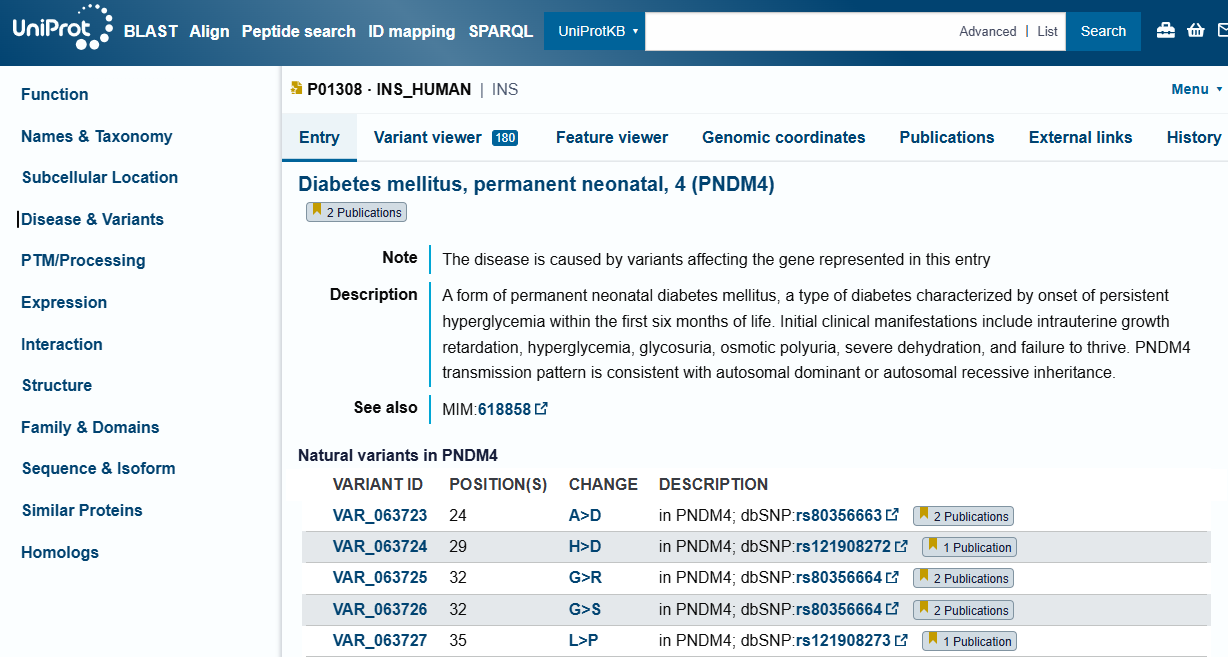 UniProt BLAST Align Peptide search ID mapping SPARQL UniProtKB Advanced | List Search
Function
Names & Taxonomy
Subcellular Location
Disease & Variants
PTM/Processing
Expression
Interaction
Structure
Family & Domains
Sequence & Isoform
Similar Proteins
Homologs
P01308 · INS_HUMAN | INS
Menu
Entry Variant viewer 180 Feature viewer Genomic coordinates Publications External links History
Diabetes mellitus, permanent neonatal, 4 (PNDM4)
2 Publications
Note The disease is caused by variants affecting the gene represented in this entry
Description A form of permanent neonatal diabetes mellitus, a type of diabetes characterized by onset of persistent
hyperglycemia within the first six months of life. Initial clinical manifestations include intrauterine growth
retardation, hyperglycemia, glycosuria, osmotic polyuria, severe dehydration, and failure to thrive. PNDM4
transmission pattern is consistent with autosomal dominant or autosomal recessive inheritance.
See also MIM:618858
Natural variants in PNDM4
VARIANT ID POSITION(S) CHANGE DESCRIPTION
VAR_063723 24 A>D in PNDM4; dbSNP:rs80356663 2 Publications
VAR_063724 29 H>D in PNDM4; dbSNP:rs121908272 1 Publication
VAR_063725 32 G>R in PNDM4; dbSNP:rs80356664 2 Publications
VAR_063726 32 G>S in PNDM4; dbSNP:rs80356664 2 Publications
VAR_063727 35 L>P in PNDM4; dbSNP:rs121908273 1 Publication